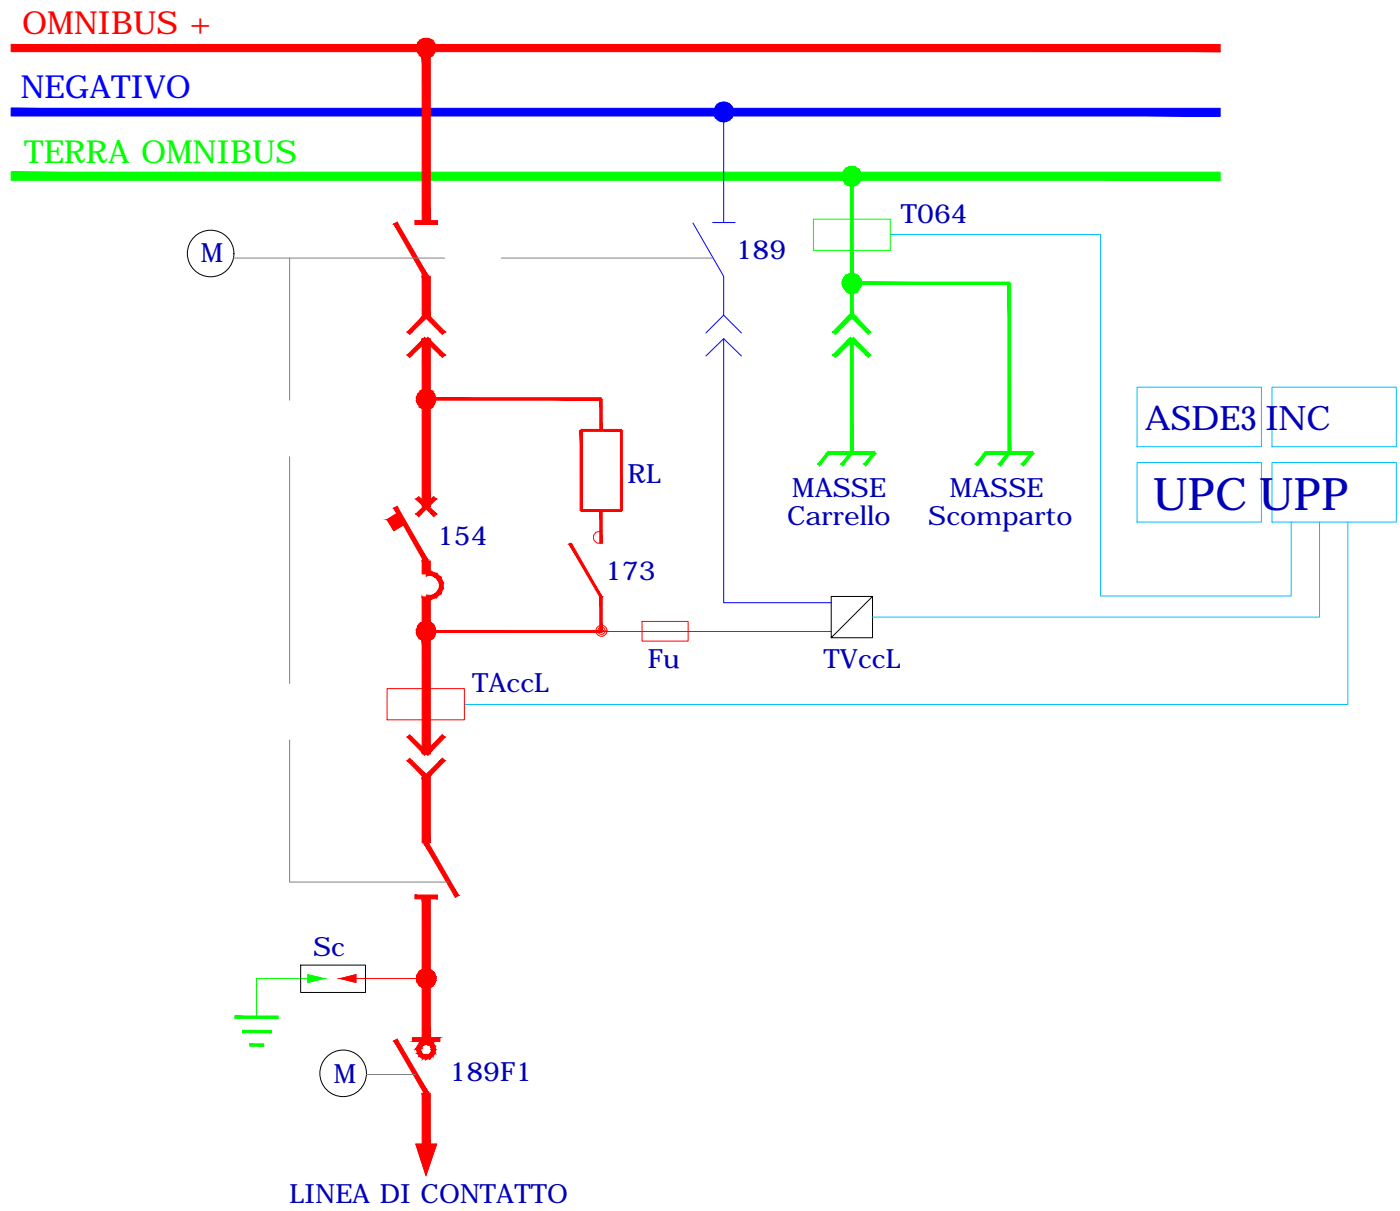 OMNIBUS +
NEGATIVO
TERRA OMNIBUS
T064
M
189
ASDE3 INC
RL
MASSE
Carrello
MASSE
Scomparto
UPC UPP
154
173
Fu
TVccL
TAccL
Sc
M
189F1
LINEA DI CONTATTO